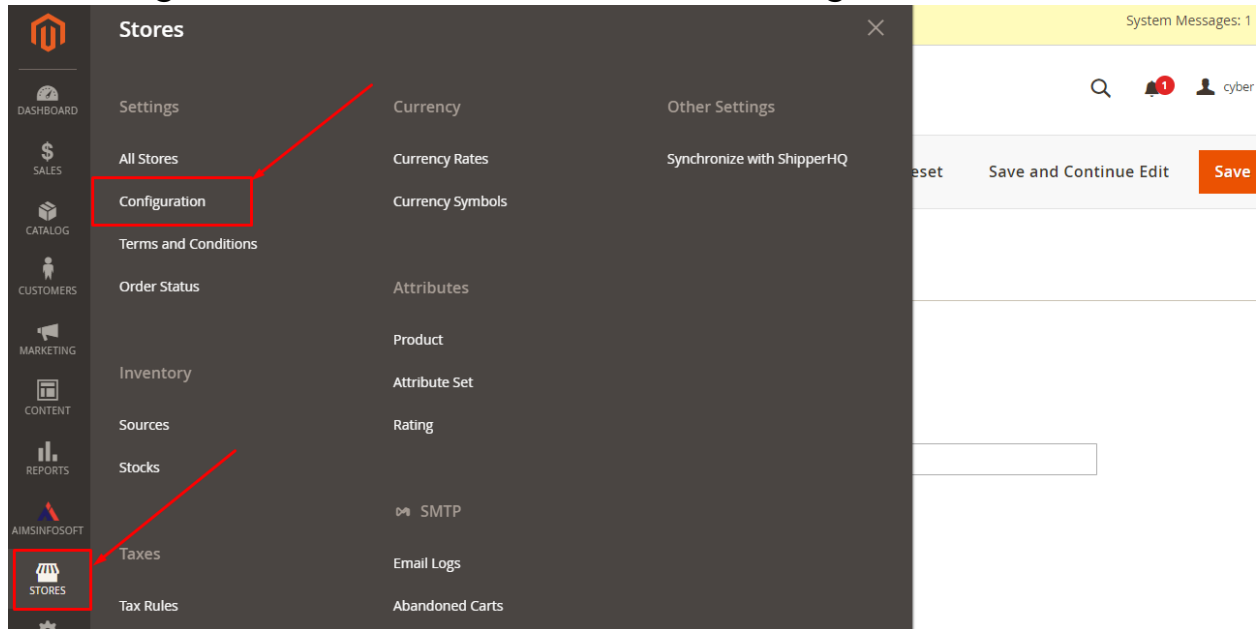 System Messages: 1
Stores
DASHBOARD
SALES
CATALOG
CUSTOMERS
MARKETING
CONTENT
REPORTS
AIMSINFOSOFT
STORES
Settings
All Stores
Configuration
Terms and Conditions
Order Status
Inventory
Sources
Stocks
Taxes
Tax Rules
Currency
Currency Rates
Currency Symbols
Attributes
Product
Attribute Set
Rating
SMTP
Email Logs
Abandoned Carts
Other Settings
Synchronize with ShipperHQ
1
cyber
eset
Save and Continue Edit
Save